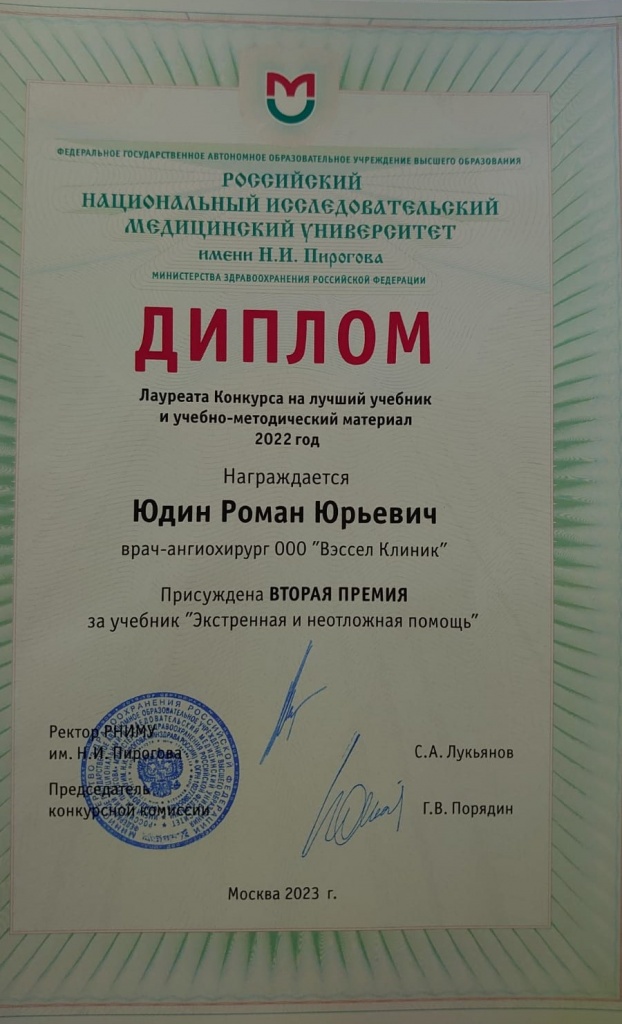 ФЕДЕРАЛЬНОЕ ГОСУДАРСТВЕННОЕ АВТОНОМНОЕ ОБРАЗОВАТЕЛЬНОЕ УЧРЕЖДЕНИЕ ВЫСШЕГО ОБРАЗОВАНИЯ
РОССИЙСКИЙ
НАЦИОНАЛЬНЫЙ ИССЛЕДОВАТЕЛЬСКИЙ
МЕДИЦИНСКИЙ УНИВЕРСИТЕТ
имени Н.И. Пирогова
МИНИСТЕРСТВА ЗДРАВООХРАНЕНИЯ РОССИЙСКОЙ ФЕДЕРАЦИИ
ДИПЛОМ
Лауреата Конкурса на лучший учебник
и учебно-методический материал
2022 год
Награждается
Юдин Роман Юрьевич
врач-ангиохирург ООО "Вэссел Клиник"
Присуждена ВТОРАЯ ПРЕМИЯ
за учебник "Экстренная и неотложная помощь"
Ректор РНИМУ
им. Н.И. Пирогова
С.А. Лукьянов
Председатель
конкурсной комиссии
Г.В. Порядин
Москва 2023 г.